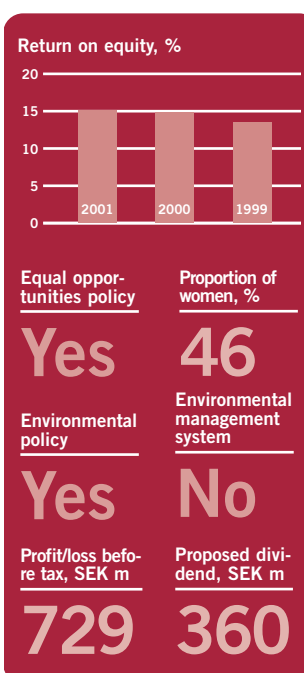 Return on equity, %
20
15
10
5
0
2001 2000 1999
Equal oppor-
tunities policy
Yes
Proportion of
women, %
46
Environmental
policy
Yes
Environmental
management
system
No
Profit/loss befo-
re tax, SEK m
729
Proposed divi-
dend, SEK m
360